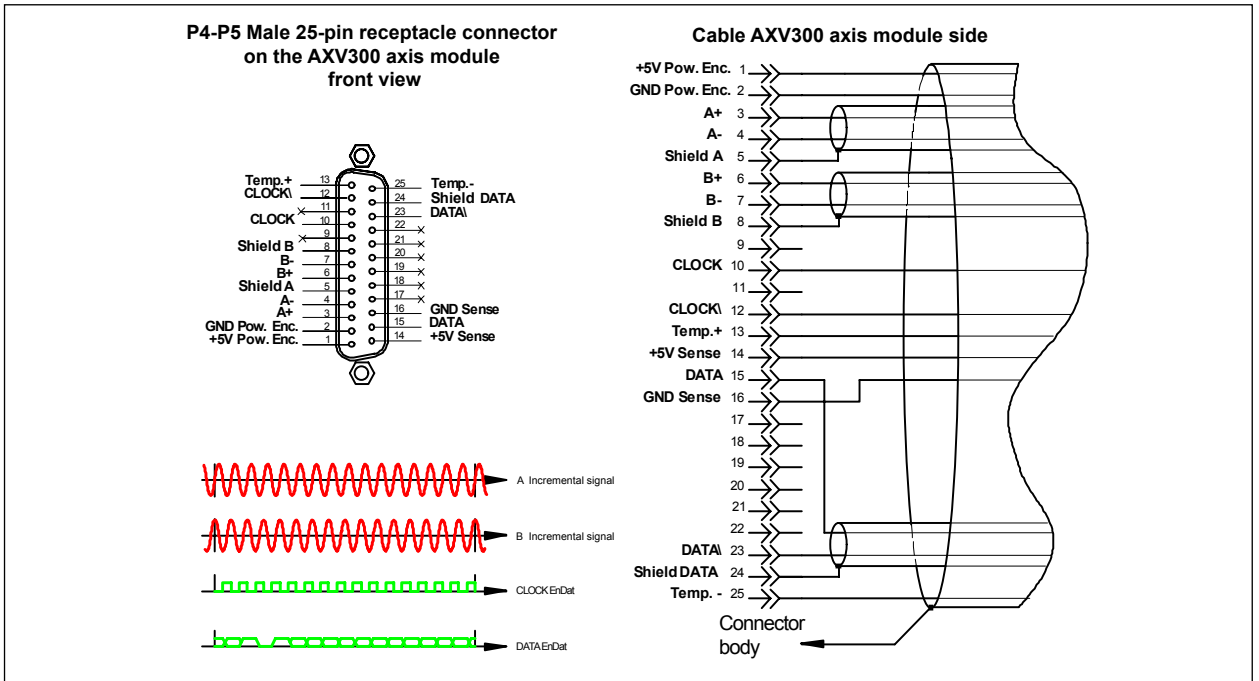 P4-P5 Male 25-pin receptacle connector
on the AXV300 axis module
front view
Temp.+ 13
CLOCK\ 12
11
CLOCK 10
9
Shield B 8
B- 7
B+ 6
Shield A 5
A- 4
A+ 3
GND Pow. Enc. 2
+5V Pow. Enc. 1
25 Temp.-
24 Shield DATA
23 DATA\
22
21
20
19
18
17
16 GND Sense
15 DATA
14 +5V Sense
A Incremental signal
B Incremental signal
CLOCK EnDat
DATA EnDat
Cable AXV300 axis module side
+5V Pow. Enc. 1
GND Pow. Enc. 2
A+ 3
A- 4
Shield A 5
B+ 6
B- 7
Shield B 8
9
CLOCK 10
11
CLOCK\ 12
Temp.+ 13
+5V Sense 14
DATA 15
GND Sense 16
17
18
19
20
21
22
DATA\ 23
Shield DATA 24
Temp. - 25
Connector
body